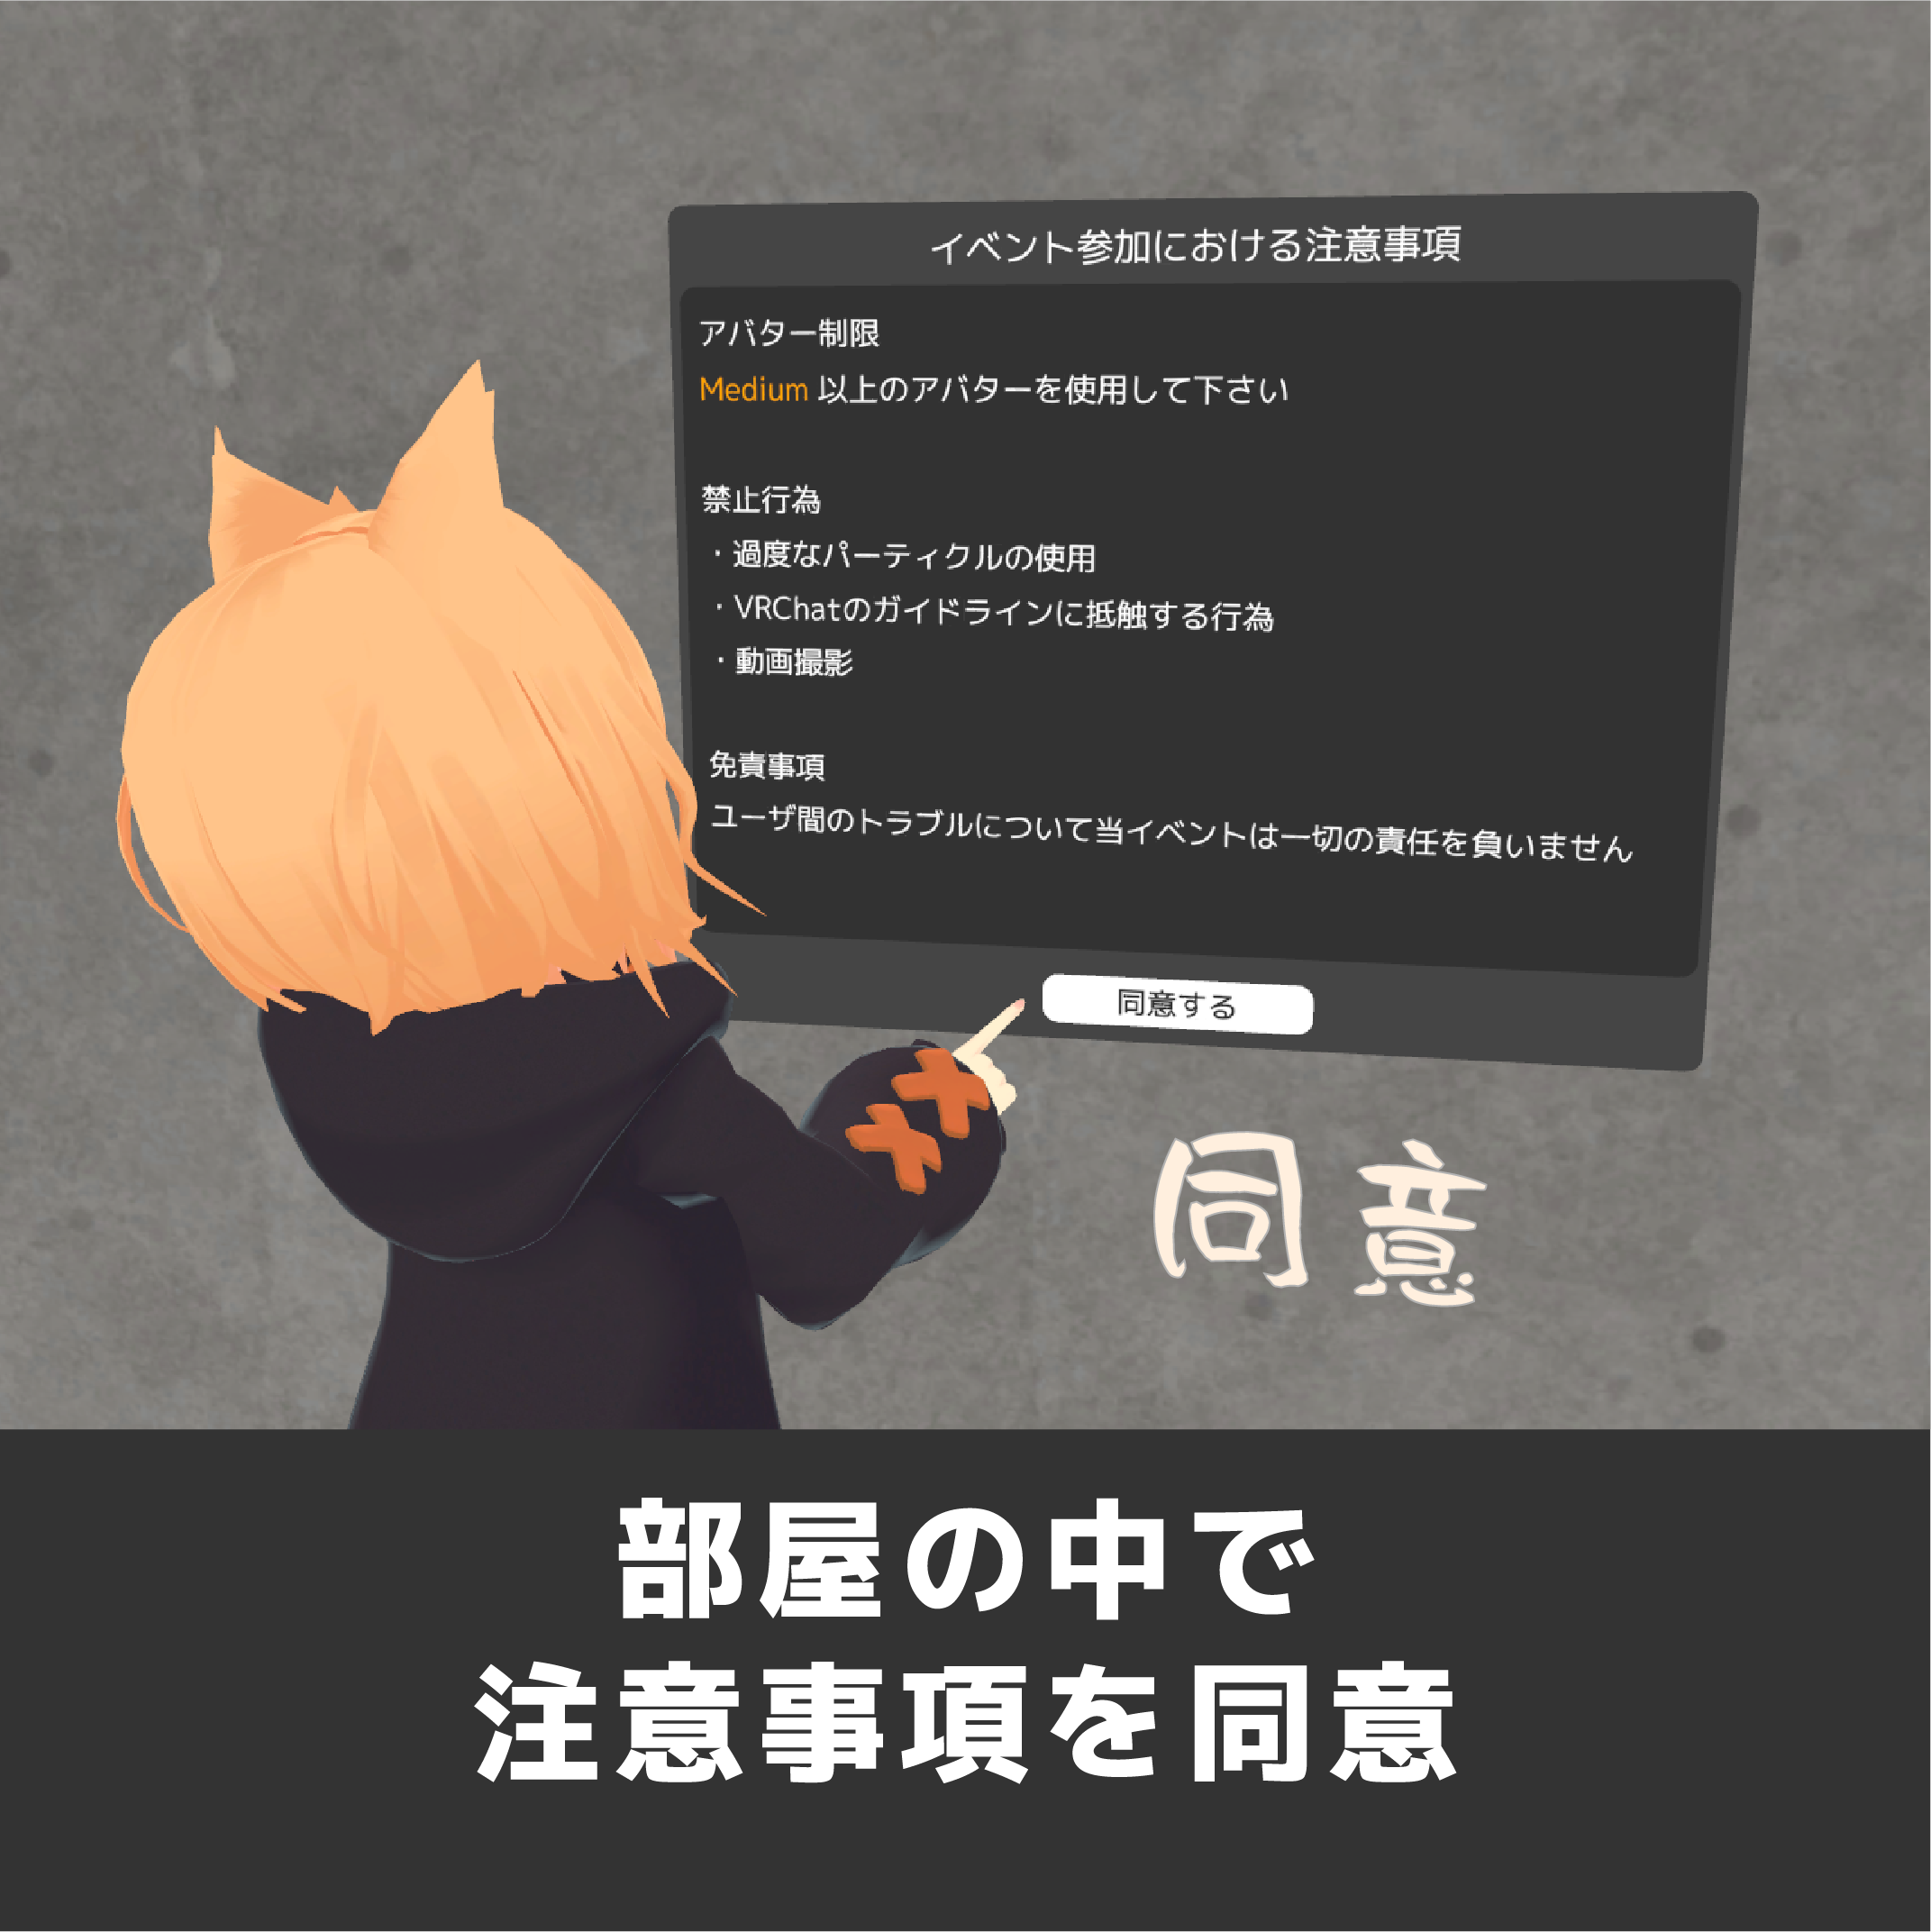 イベント参加における注意事項
アバター制限
Medium 以上のアバターを使用して下さい
禁止行為
・過度なパーティクルの使用
・VRChatのガイドラインに抵触する行為
・動画撮影
免責事項
ユーザ間のトラブルについて当イベントは一切の責任を負いません
同意する
同意
部屋の中で
注意事項を同意